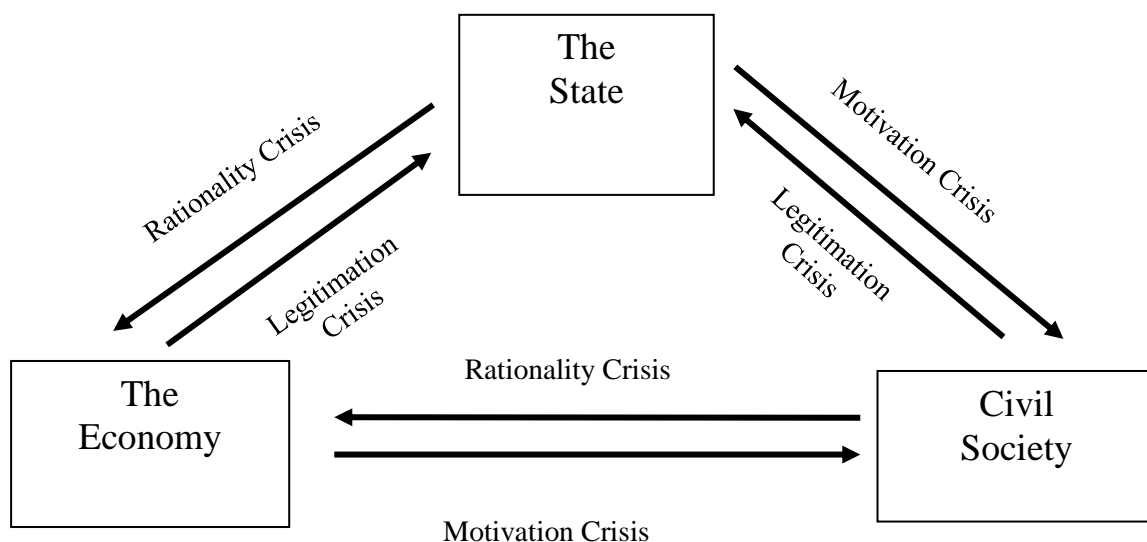 The
State
Rationality Crisis
Motivation Crisis
Legitimation
Crisis
Legitimation
Crisis
The
Economy
Rationality Crisis
Civil
Society
Motivation Crisis